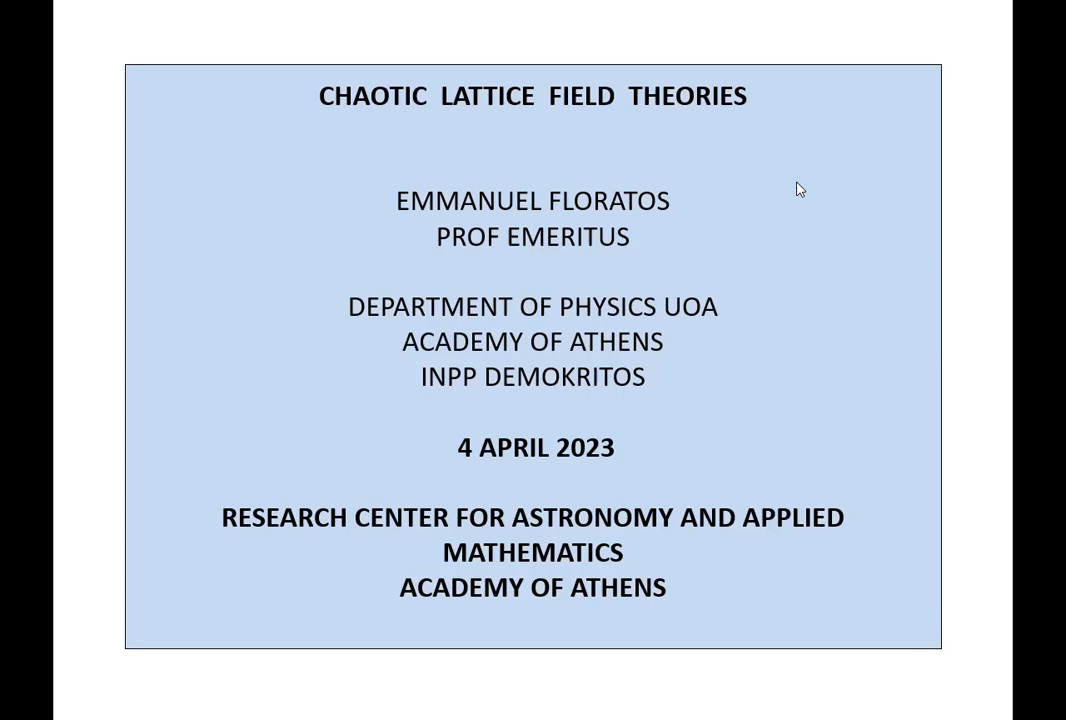 CHAOTIC LATTICE FIELD THEORIES
EMMANUEL FLORATOS
PROF EMERITUS
DEPARTMENT OF PHYSICS UOA
ACADEMY OF ATHENS
INPP DEMOKRITOS
4 APRIL 2023
RESEARCH CENTER FOR ASTRONOMY AND APPLIED
MATHEMATICS
ACADEMY OF ATHENS